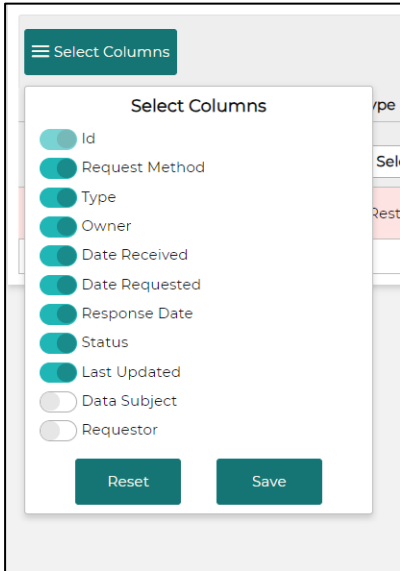 Select Columns
Select Columns
Id
Request Method
Type
Owner
Date Received
Date Requested
Response Date
Status
Last Updated
Data Subject
Requestor
Reset
Save